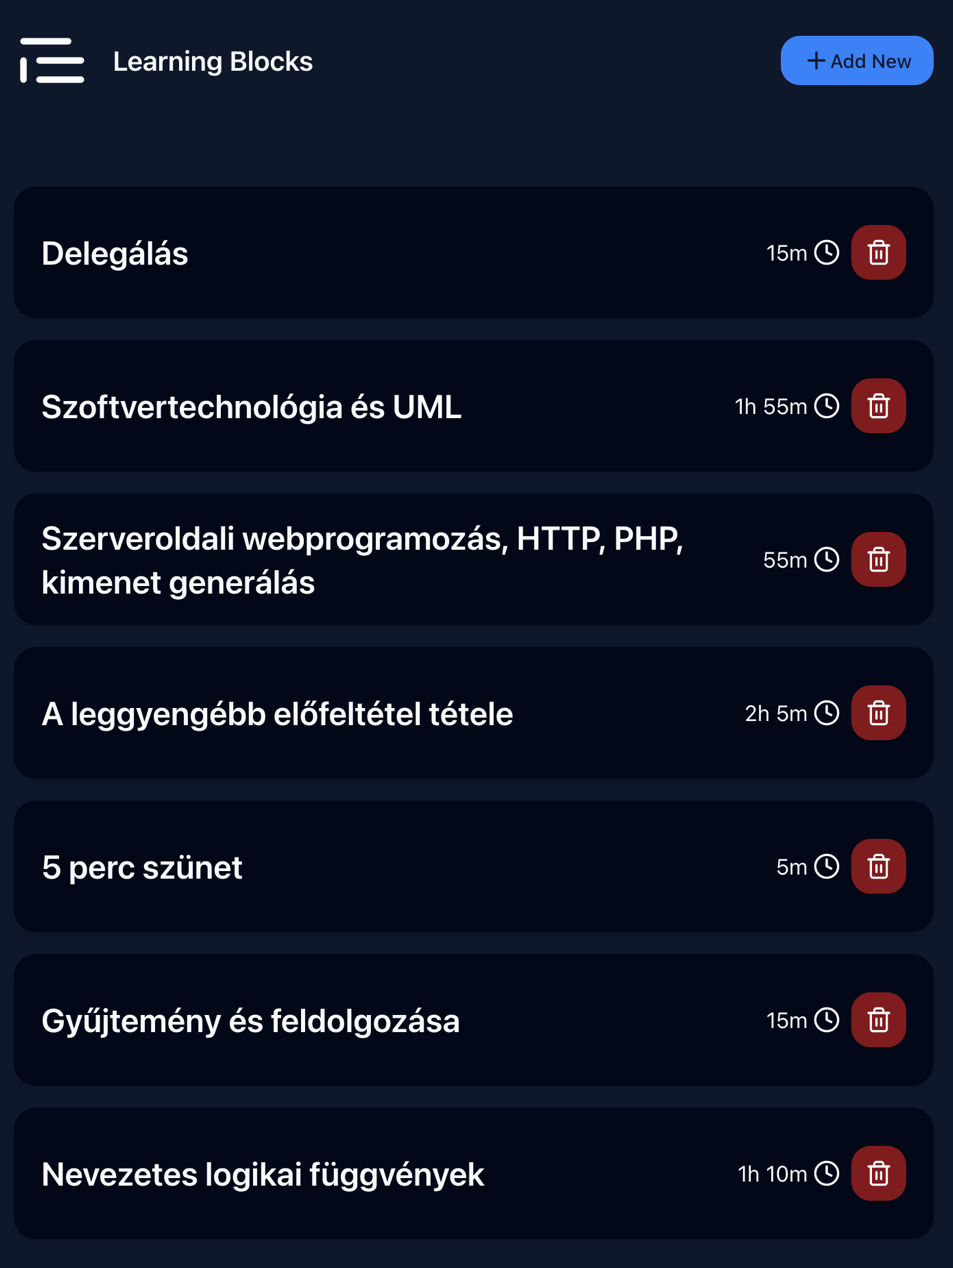 Learning Blocks
Add New
Delegálás
15m
Szoftvertechnológia és UML
1h 55m
Szerveroldali webprogramozás, HTTP, PHP,
kimenet generálás
55m
A leggyengébb előfeltétel tétele
2h 5m
5 perc szünet
5m
Gyűjtemény és feldolgozása
15m
Nevezetes logikai függvények
1h 10m